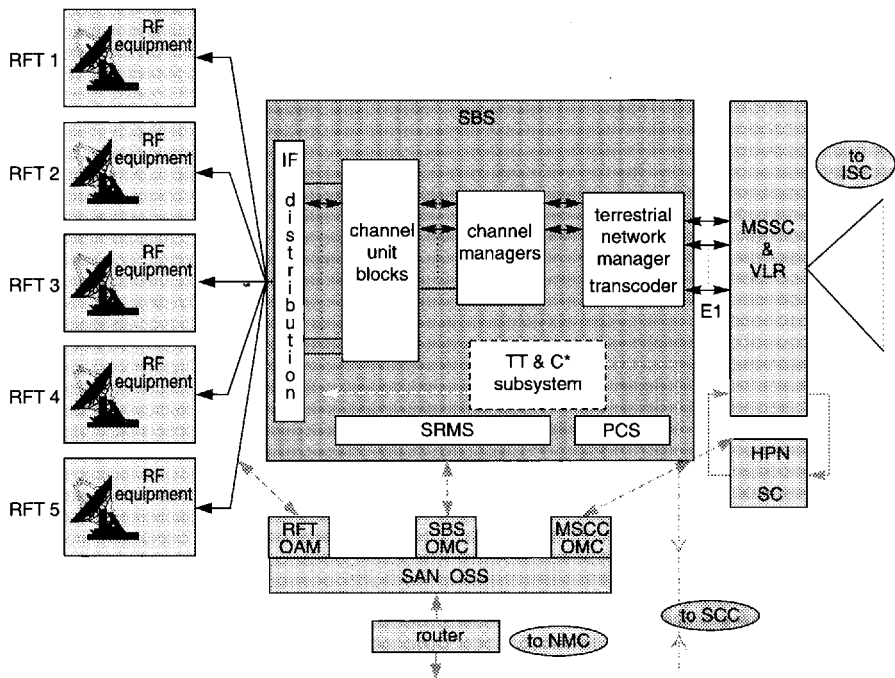 RFT 1
RF
equipment
RFT 2
RF
equipment
RFT 3
RF
equipment
RFT 4
RF
equipment
RFT 5
RF
equipment
SBS
IF
distribution
channel
unit
blocks
channel
managers
terrestrial
network
manager
transcoder
TT & C*
subsystem
SRMS
PCS
E1
MSSC
&
VLR
to
ISC
HPN
SC
RFT
OAM
SBS
OMC
MSCC
OMC
SAN OSS
router
to NMC
to SCC